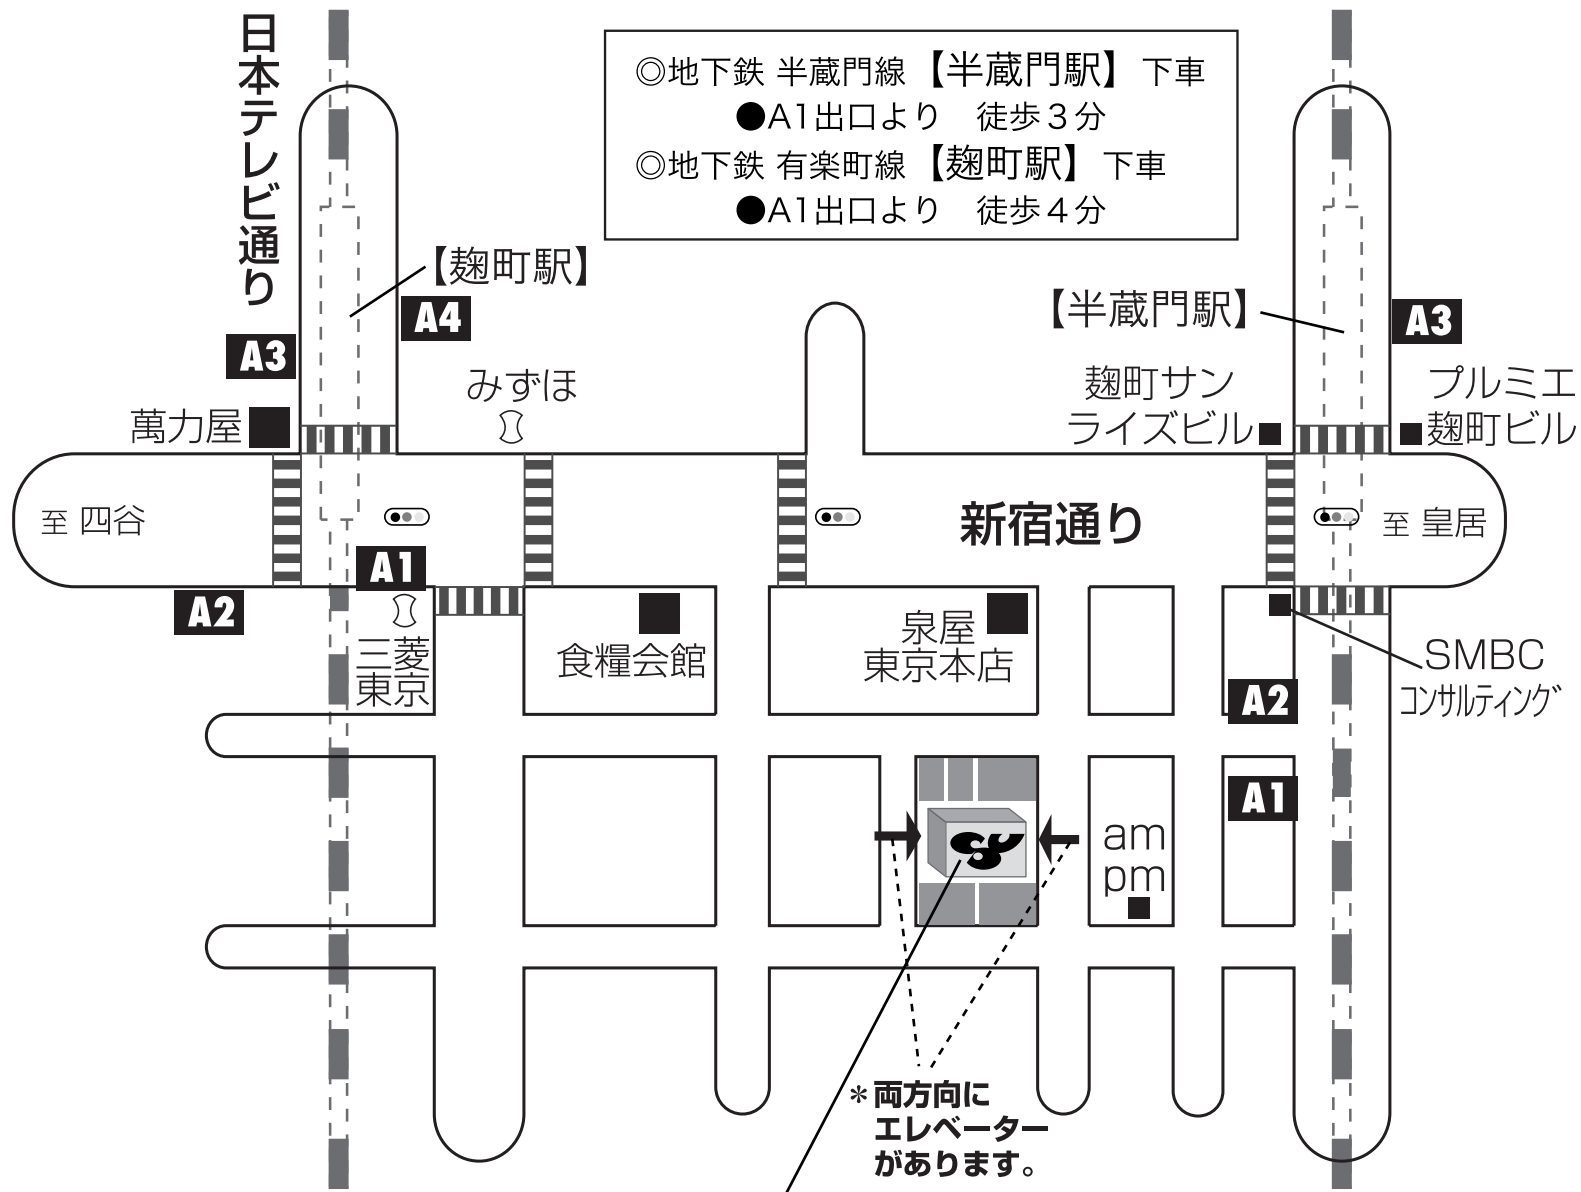 日本テレビ通り
◎地下鉄 半蔵門線【半蔵門駅】下車
●A1出口より 徒歩3分
◎地下鉄 有楽町線【麹町駅】下車
●A1出口より 徒歩4分
【麹町駅】
A4
A3
【半蔵門駅】
A3
みずほ
萬力屋
麹町サン
ライズビル
プルミエ
麹町ビル
至 四谷
新宿通り
至 皇居
A1
A2
三菱
東京
食糧会館
泉屋
東京本店
SMBC
コンサルティング
A2
A1
am
pm
*両方向に
エレベーター
があります。